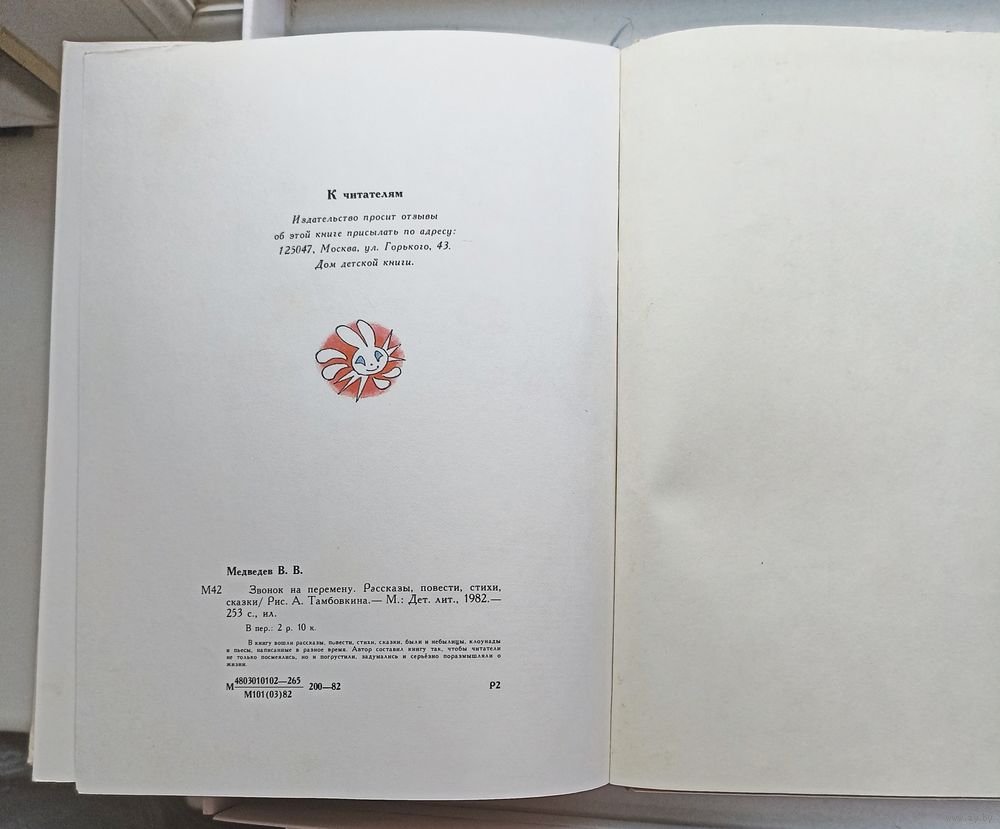 К читателям
Издательство просит отзывы
об этой книге присылать по адресу:
125047, Москва, ул. Горького, 43.
Дом детской книги.
Медведев В. В.
М42 Звонок на перемену. Рассказы, повести, стихи,
сказки/ Рис. А. Тамбовкина.— М.: Дет. лит., 1982.—
253 с., ил.
В пер.: 2 р. 10 к.
В книгу вошли рассказы, повести, стихи, сказки, были и небылицы, клоунады
и пьесы, написанные в разное время. Автор составил книгу так, чтобы читатели
не только посмеялись, но и погрустили, задумались и серьёзно поразмышляли о
жизни.
М 4803010102—265
М101(03)82
200—82
Р2
www.ay.by